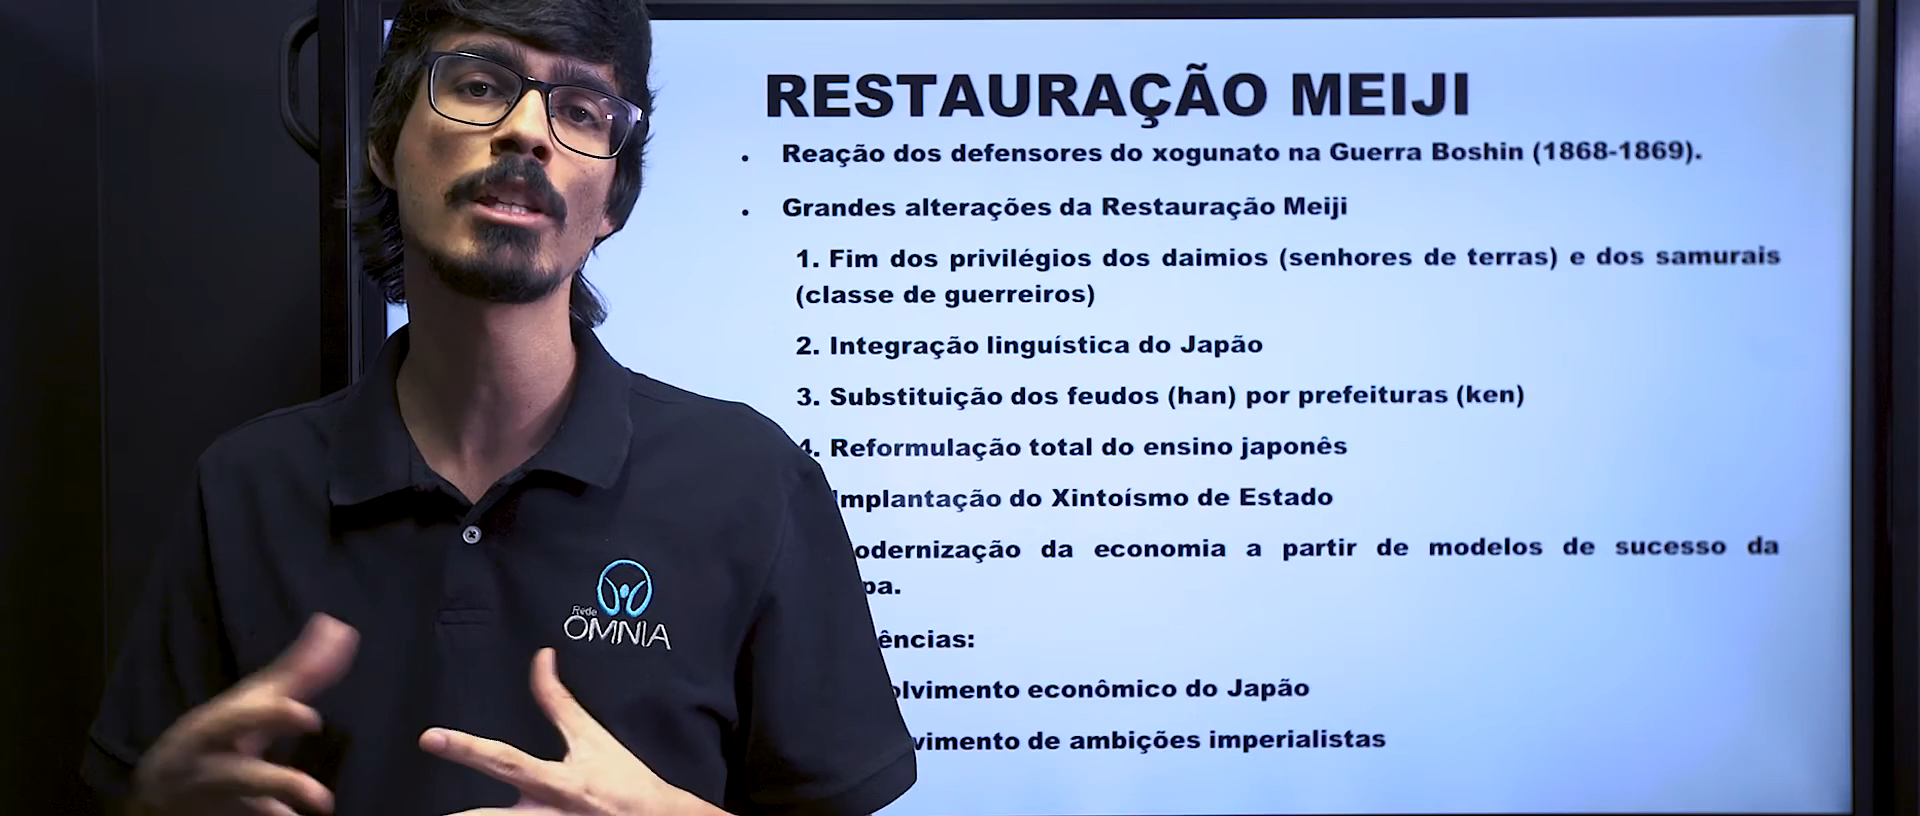 RESTAURAÇÃO MEIJI
• Reação dos defensores do xogunato na Guerra Boshin (1868-1869).
• Grandes alterações da Restauração Meiji
1. Fim dos privilégios dos daimios (senhores de terras) e dos samurais
(classe de guerreiros)
2. Integração linguística do Japão
3. Substituição dos feudos (han) por prefeituras (ken)
4. Reformulação total do ensino japonês
Implantação do Xintoísmo de Estado
odernização da economia a partir de modelos de sucesso da
pa.
ências:
olvimento econômico do Japão
vimento de ambições imperialistas
Rede
OMNIA